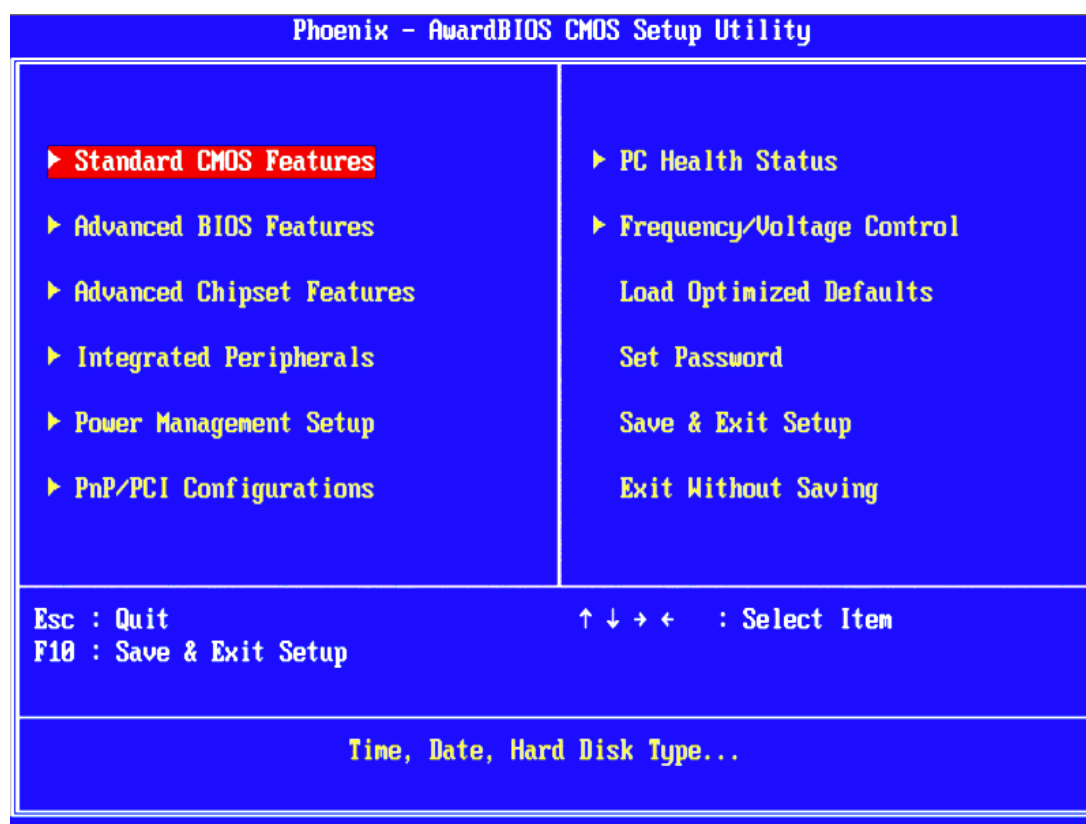 Phoenix - AwardBIOS CMOS Setup Utility
▶ Standard CMOS Features
▶ Advanced BIOS Features
▶ Advanced Chipset Features
▶ Integrated Peripherals
▶ Power Management Setup
▶ PnP/PCI Configurations
▶ PC Health Status
▶ Frequency/Voltage Control
Load Optimized Defaults
Set Password
Save & Exit Setup
Exit Without Saving
Esc : Quit
F10 : Save & Exit Setup
↑ ↓ → ← : Select Item
Time, Date, Hard Disk Type...